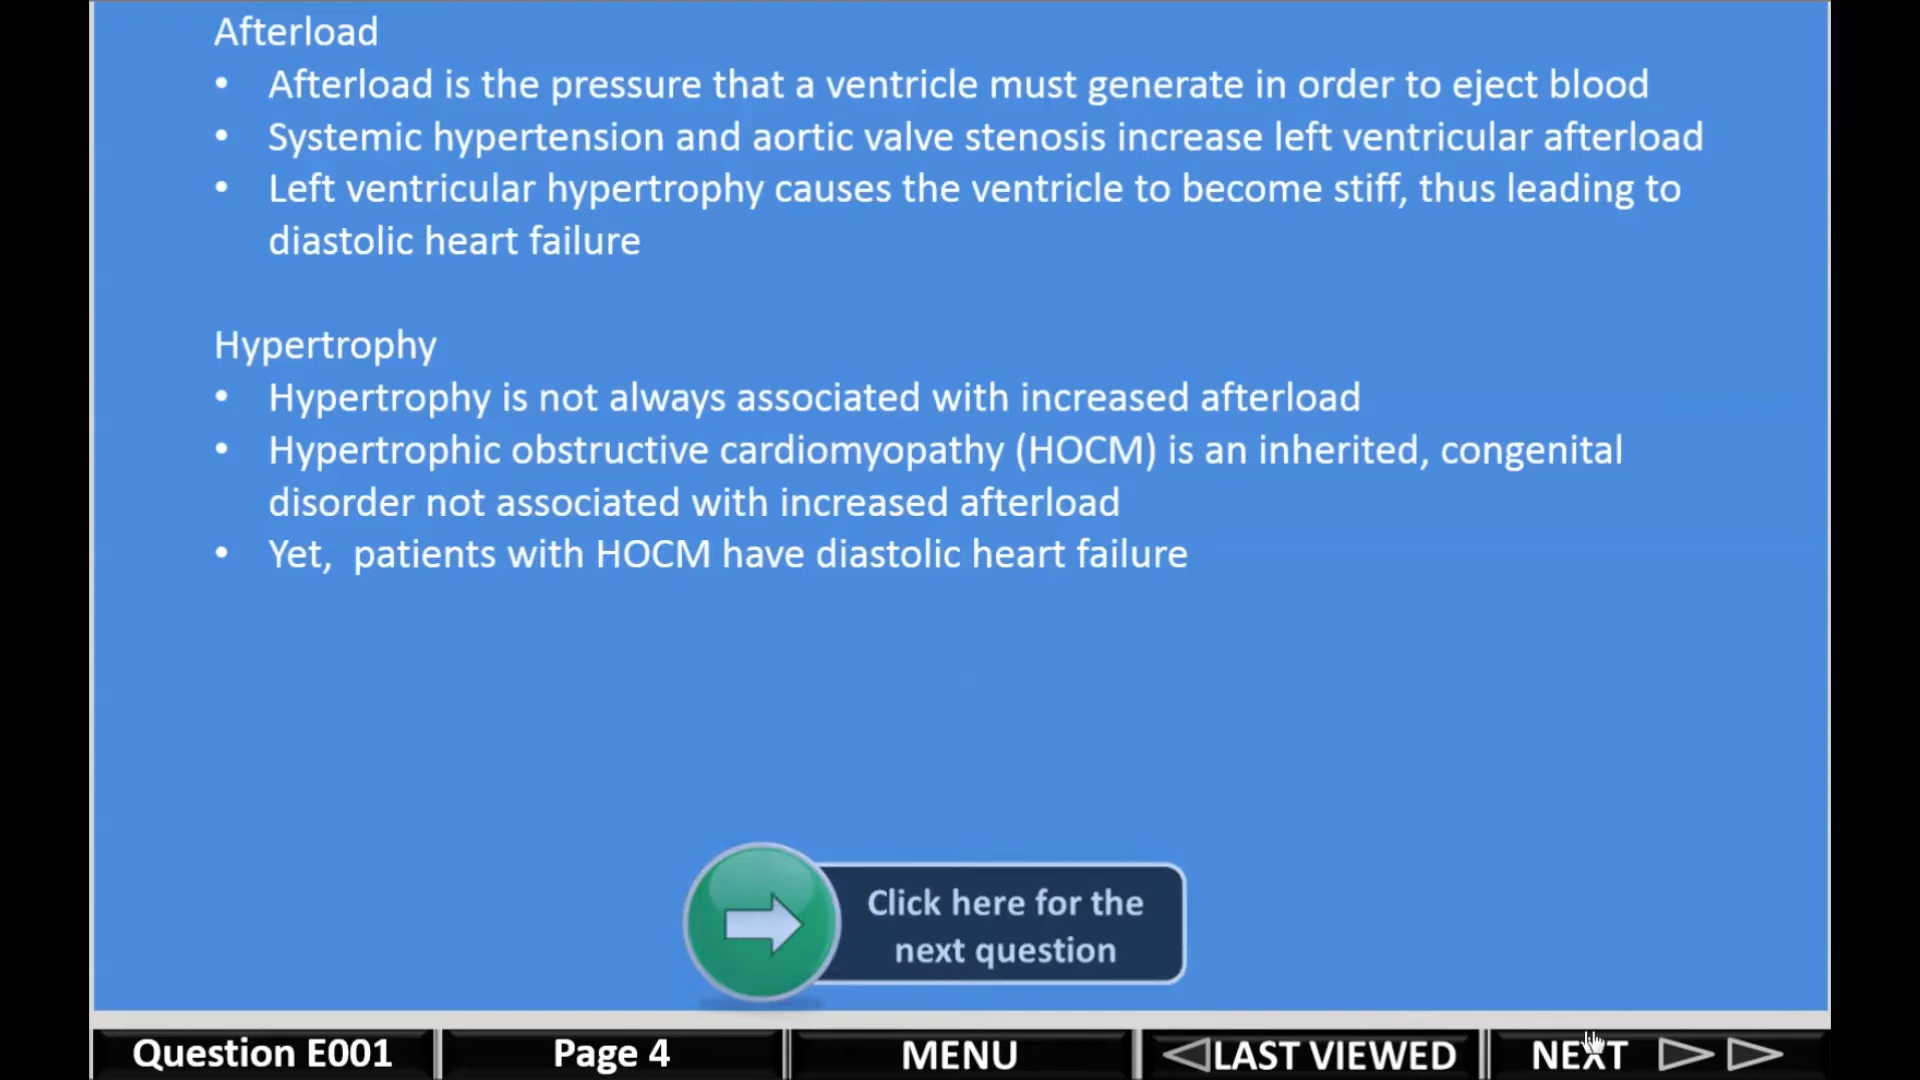 Afterload
• Afterload is the pressure that a ventricle must generate in order to eject blood
• Systemic hypertension and aortic valve stenosis increase left ventricular afterload
• Left ventricular hypertrophy causes the ventricle to become stiff, thus leading to
diastolic heart failure
Hypertrophy
• Hypertrophy is not always associated with increased afterload
• Hypertrophic obstructive cardiomyopathy (HOCM) is an inherited, congenital
disorder not associated with increased afterload
• Yet, patients with HOCM have diastolic heart failure
Click here for the
next question
Question E001
Page 4
MENU
LAST VIEWED
NEXT